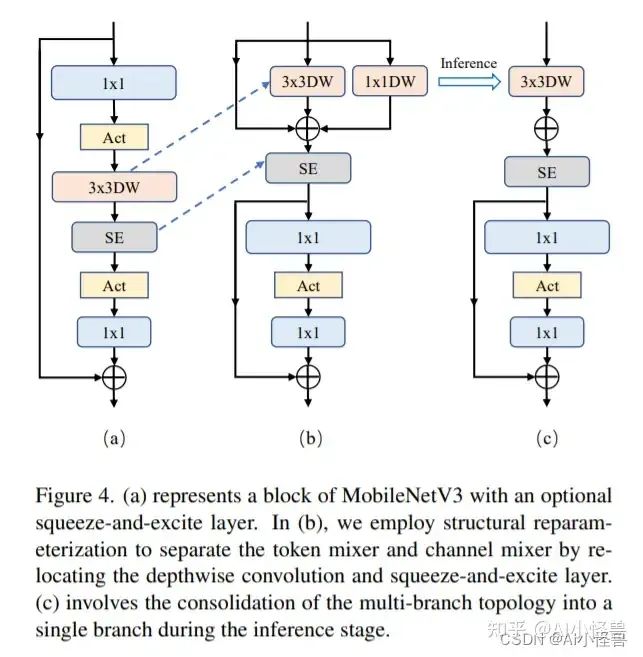 1x1
Act
3x3DW
SE
Act
1x1
(a)
3x3DW
1x1DW
SE
1x1
Act
1x1
(b)
Inference
3x3DW
SE
1x1
Act
1x1
(c)
Figure 4. (a) represents a block of MobileNetV3 with an optional
squeeze-and-excite layer. In (b), we employ structural reparam-
eterization to separate the token mixer and channel mixer by re-
locating the depthwise convolution and squeeze-and-excite layer.
(c) involves the consolidation of the multi-branch topology into a
single branch during the inference stage.
知乎 @AI小怪兽
CSDN @AI小怪兽